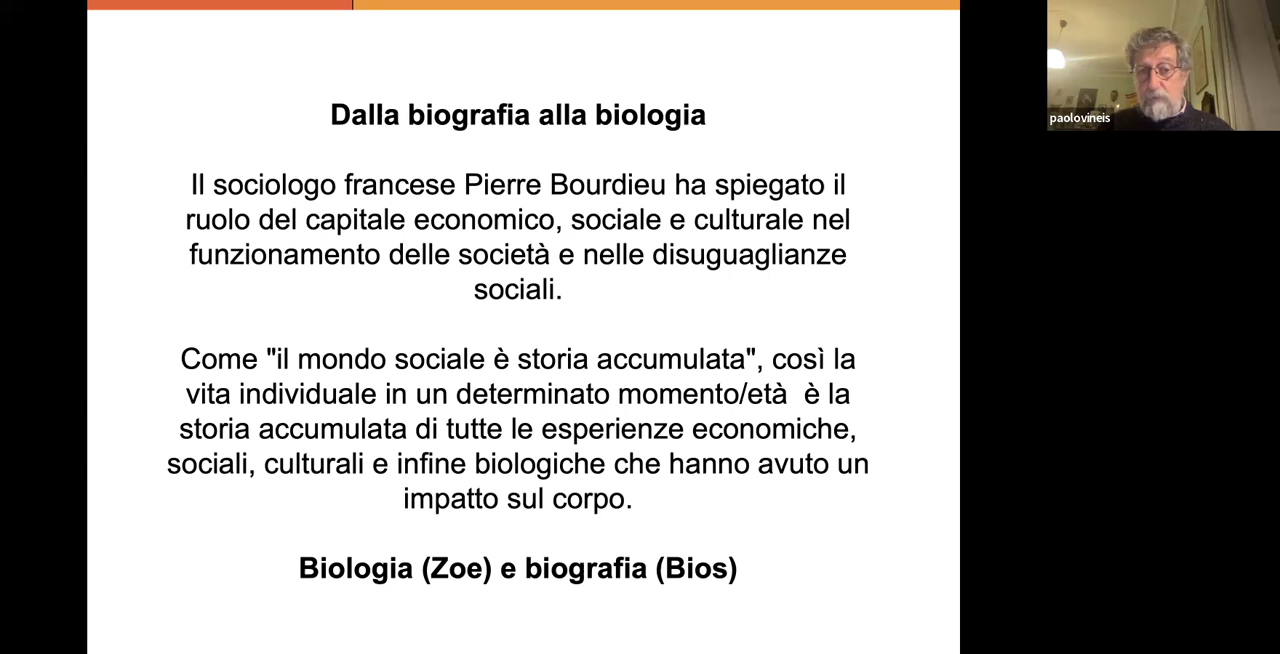 Dalla biografia alla biologia
Il sociologo francese Pierre Bourdieu ha spiegato il
ruolo del capitale economico, sociale e culturale nel
funzionamento delle società e nelle disuguaglianze
sociali.
Come "il mondo sociale è storia accumulata", così la
vita individuale in un determinato momento/età  è la
storia accumulata di tutte le esperienze economiche,
sociali, culturali e infine biologiche che hanno avuto un
impatto sul corpo.
Biologia (Zoe) e biografia (Bios)
paolovineis